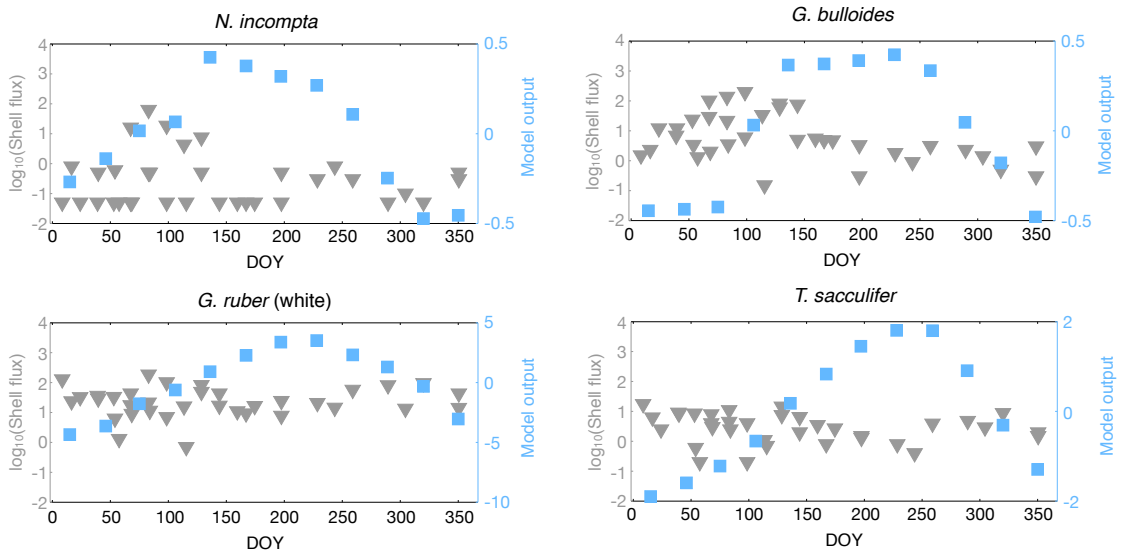 N. incompta
4
3
2
1
0
-1
-2
log10(Shell flux)
0.5
0
-0.5
Model output
0 50 100 150 200 250 300 350
DOY
G. bulloides
4
3
2
1
0
-1
-2
log10(Shell flux)
0.5
0
-0.5
Model output
0 50 100 150 200 250 300 350
DOY
G. ruber (white)
4
3
2
1
0
-1
-2
log10(Shell flux)
5
0
-5
-10
Model output
0 50 100 150 200 250 300 350
DOY
T. sacculifer
4
3
2
1
0
-1
-2
log10(Shell flux)
2
0
-2
Model output
0 50 100 150 200 250 300 350
DOY